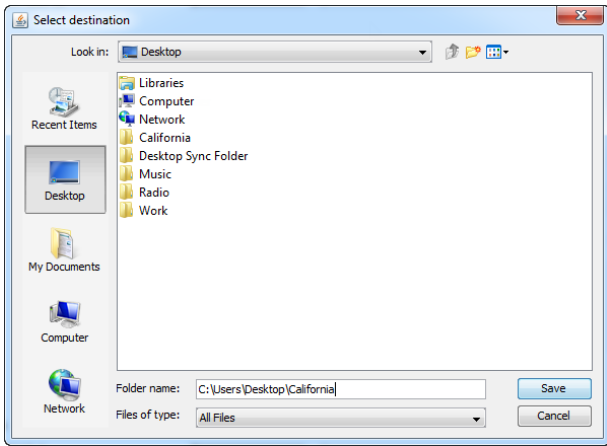 Select destination
Look in: Desktop
Recent Items
Desktop
My Documents
Computer
Network
Libraries
Computer
Network
California
Desktop Sync Folder
Music
Radio
Work
Folder name: C:\Users\Desktop\California Save
Files of type: All Files Cancel